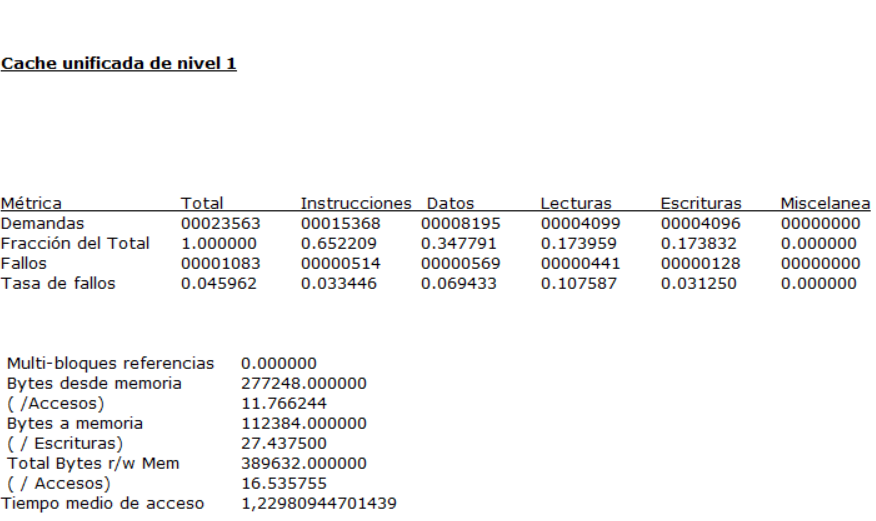 Cache unificada de nivel 1
Métrica Total Instrucciones Datos Lecturas Escrituras Miscelanea
Demandas 00023563 00015368 00008195 00004099 00004096 00000000
Fracción del Total 1.000000 0.652209 0.347791 0.173959 0.173832 0.000000
Fallos 00001083 00000514 00000569 00000441 00000128 00000000
Tasa de fallos 0.045962 0.033446 0.069433 0.107587 0.031250 0.000000
Multi-bloques referencias 0.000000
Bytes desde memoria 277248.000000
( /Accesos) 11.766244
Bytes a memoria 112384.000000
( / Escrituras) 27.437500
Total Bytes r/w Mem 389632.000000
( / Accesos) 16.535755
Tiempo medio de acceso 1,22980944701439